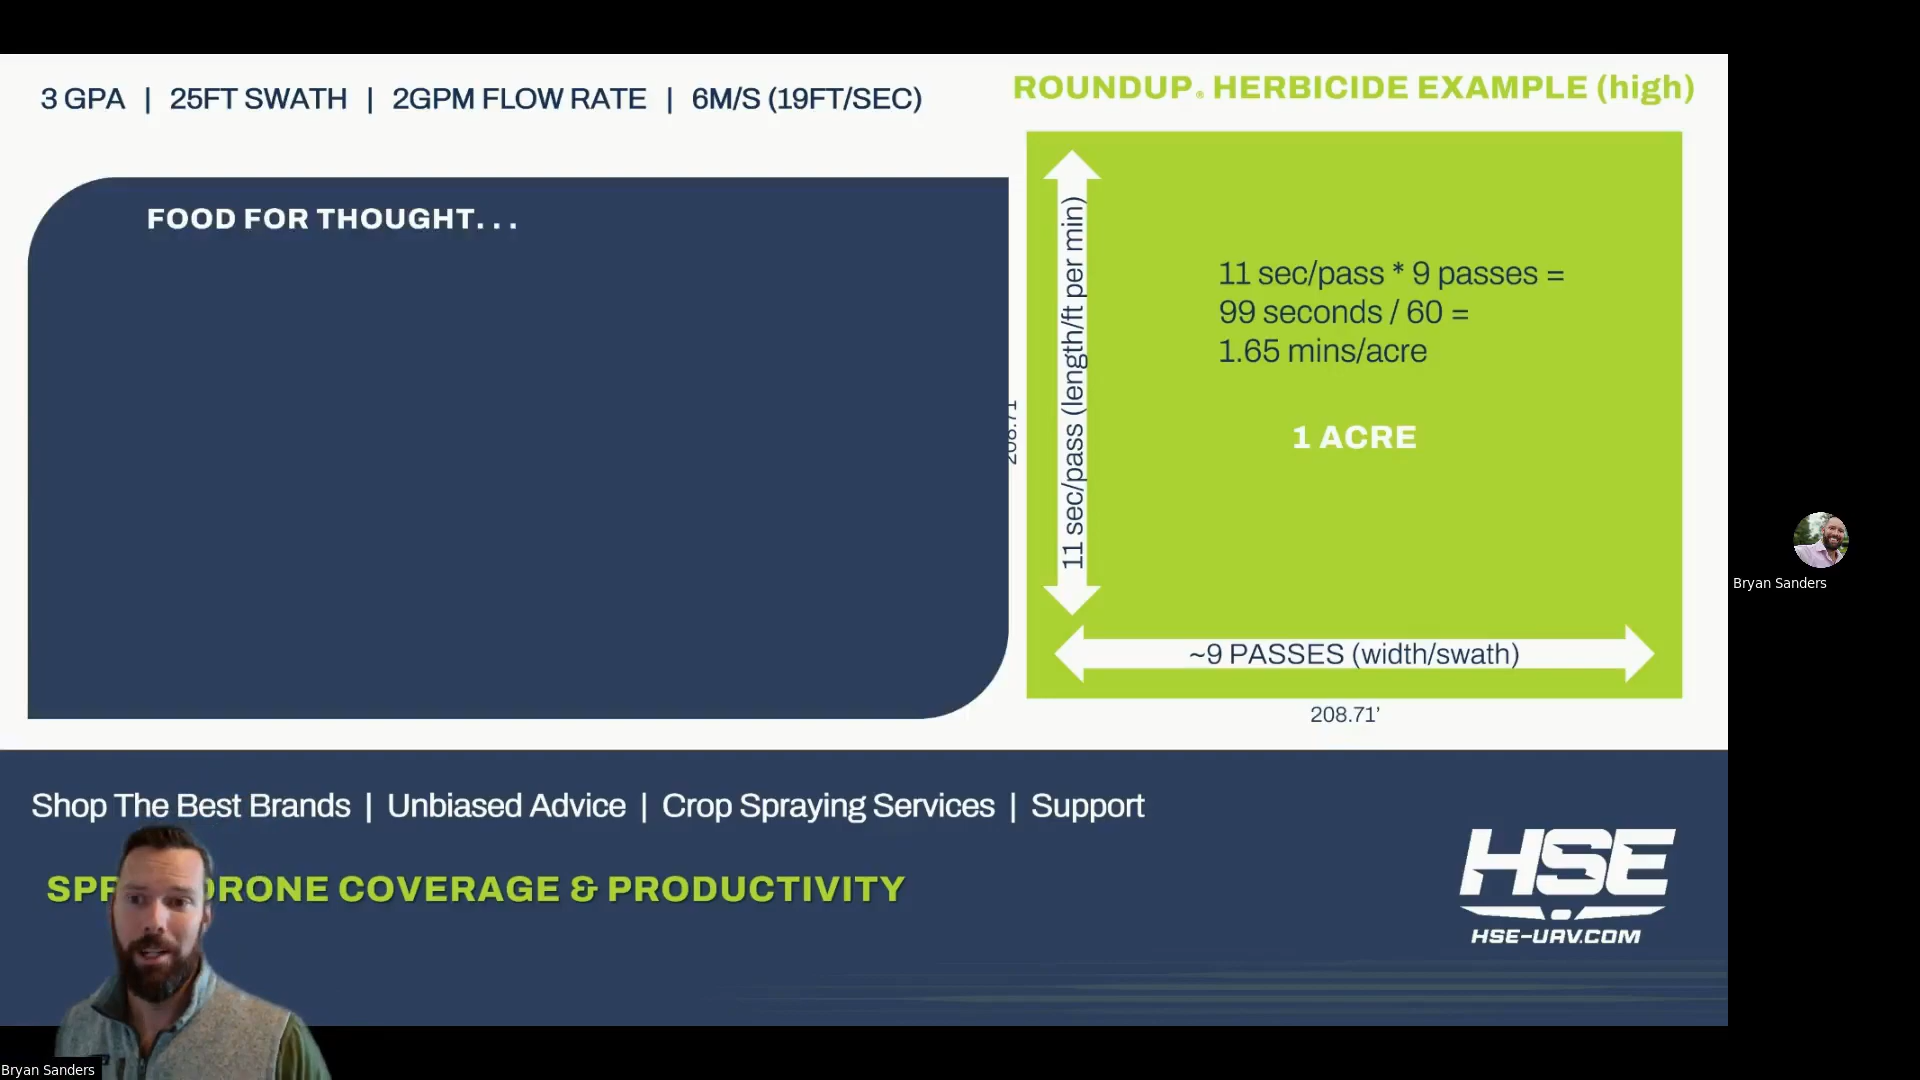 3 GPA | 25FT SWATH | 2GPM FLOW RATE | 6M/S (19FT/SEC)
ROUNDUP® HERBICIDE EXAMPLE (high)
FOOD FOR THOUGHT...
11 sec/pass (length/ft per min)
11 sec/pass * 9 passes =
99 seconds / 60 =
1.65 mins/acre
1 ACRE
~9 PASSES (width/swath)
208.71'
208.71’
Bryan Sanders
Shop The Best Brands | Unbiased Advice | Crop Spraying Services | Support
DRONE COVERAGE & PRODUCTIVITY
HSE
HSE-UAV.COM
Bryan Sanders